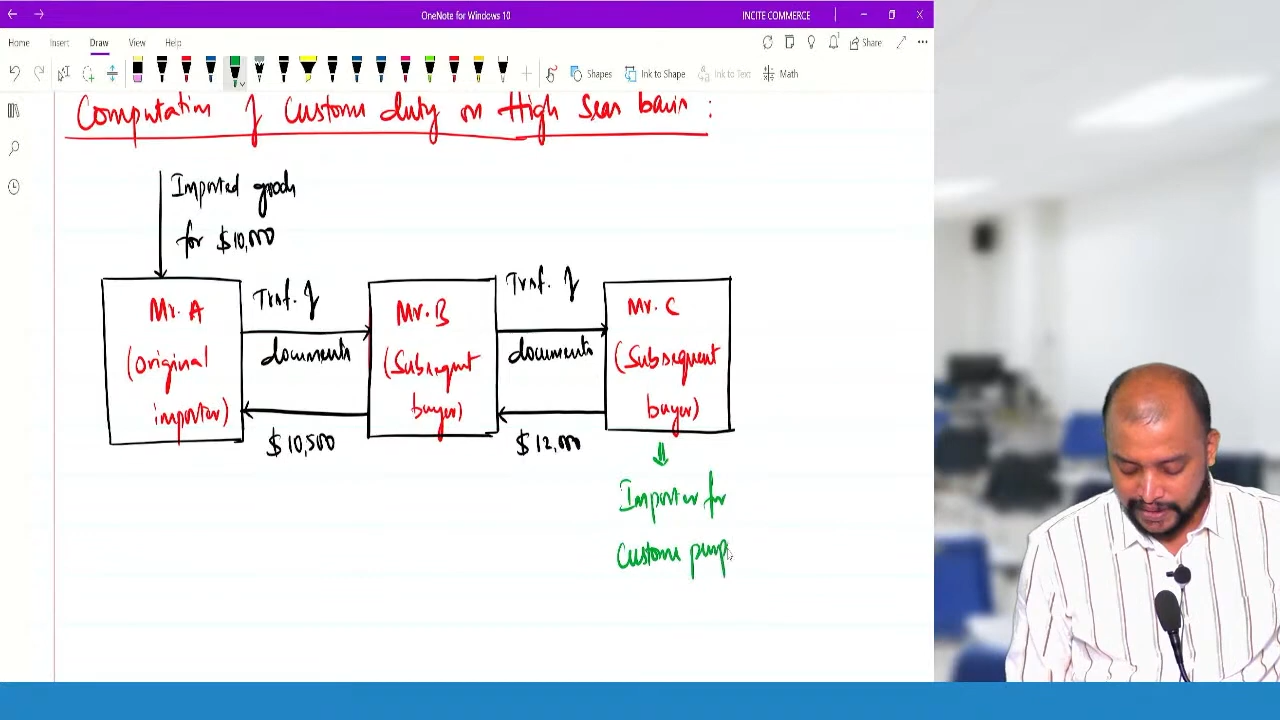 OneNote for Windows 10
INCITE COMMERCE
Home Insert Draw View Help
Share
Shapes Ink to Shape Ink to Text Math
Computation of Customs duty on High Seas basis :
Imported goods
for $10,000
Mr. A
(Original
importer)
Trsf. of
documents
$10,500
Mr. B
(Subsequent
buyer)
Trsf. of
documents
$12,000
Mr. C
(Subsequent
buyer)
Importer for
Customs purp